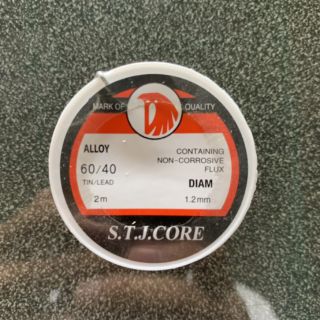 MARK OF QUALITY
ALLOY
60/40
TIN/LEAD
2m
CONTAINING
NON-CORROSIVE
FLUX
DIAM
1.2mm
S.T.J.CORE